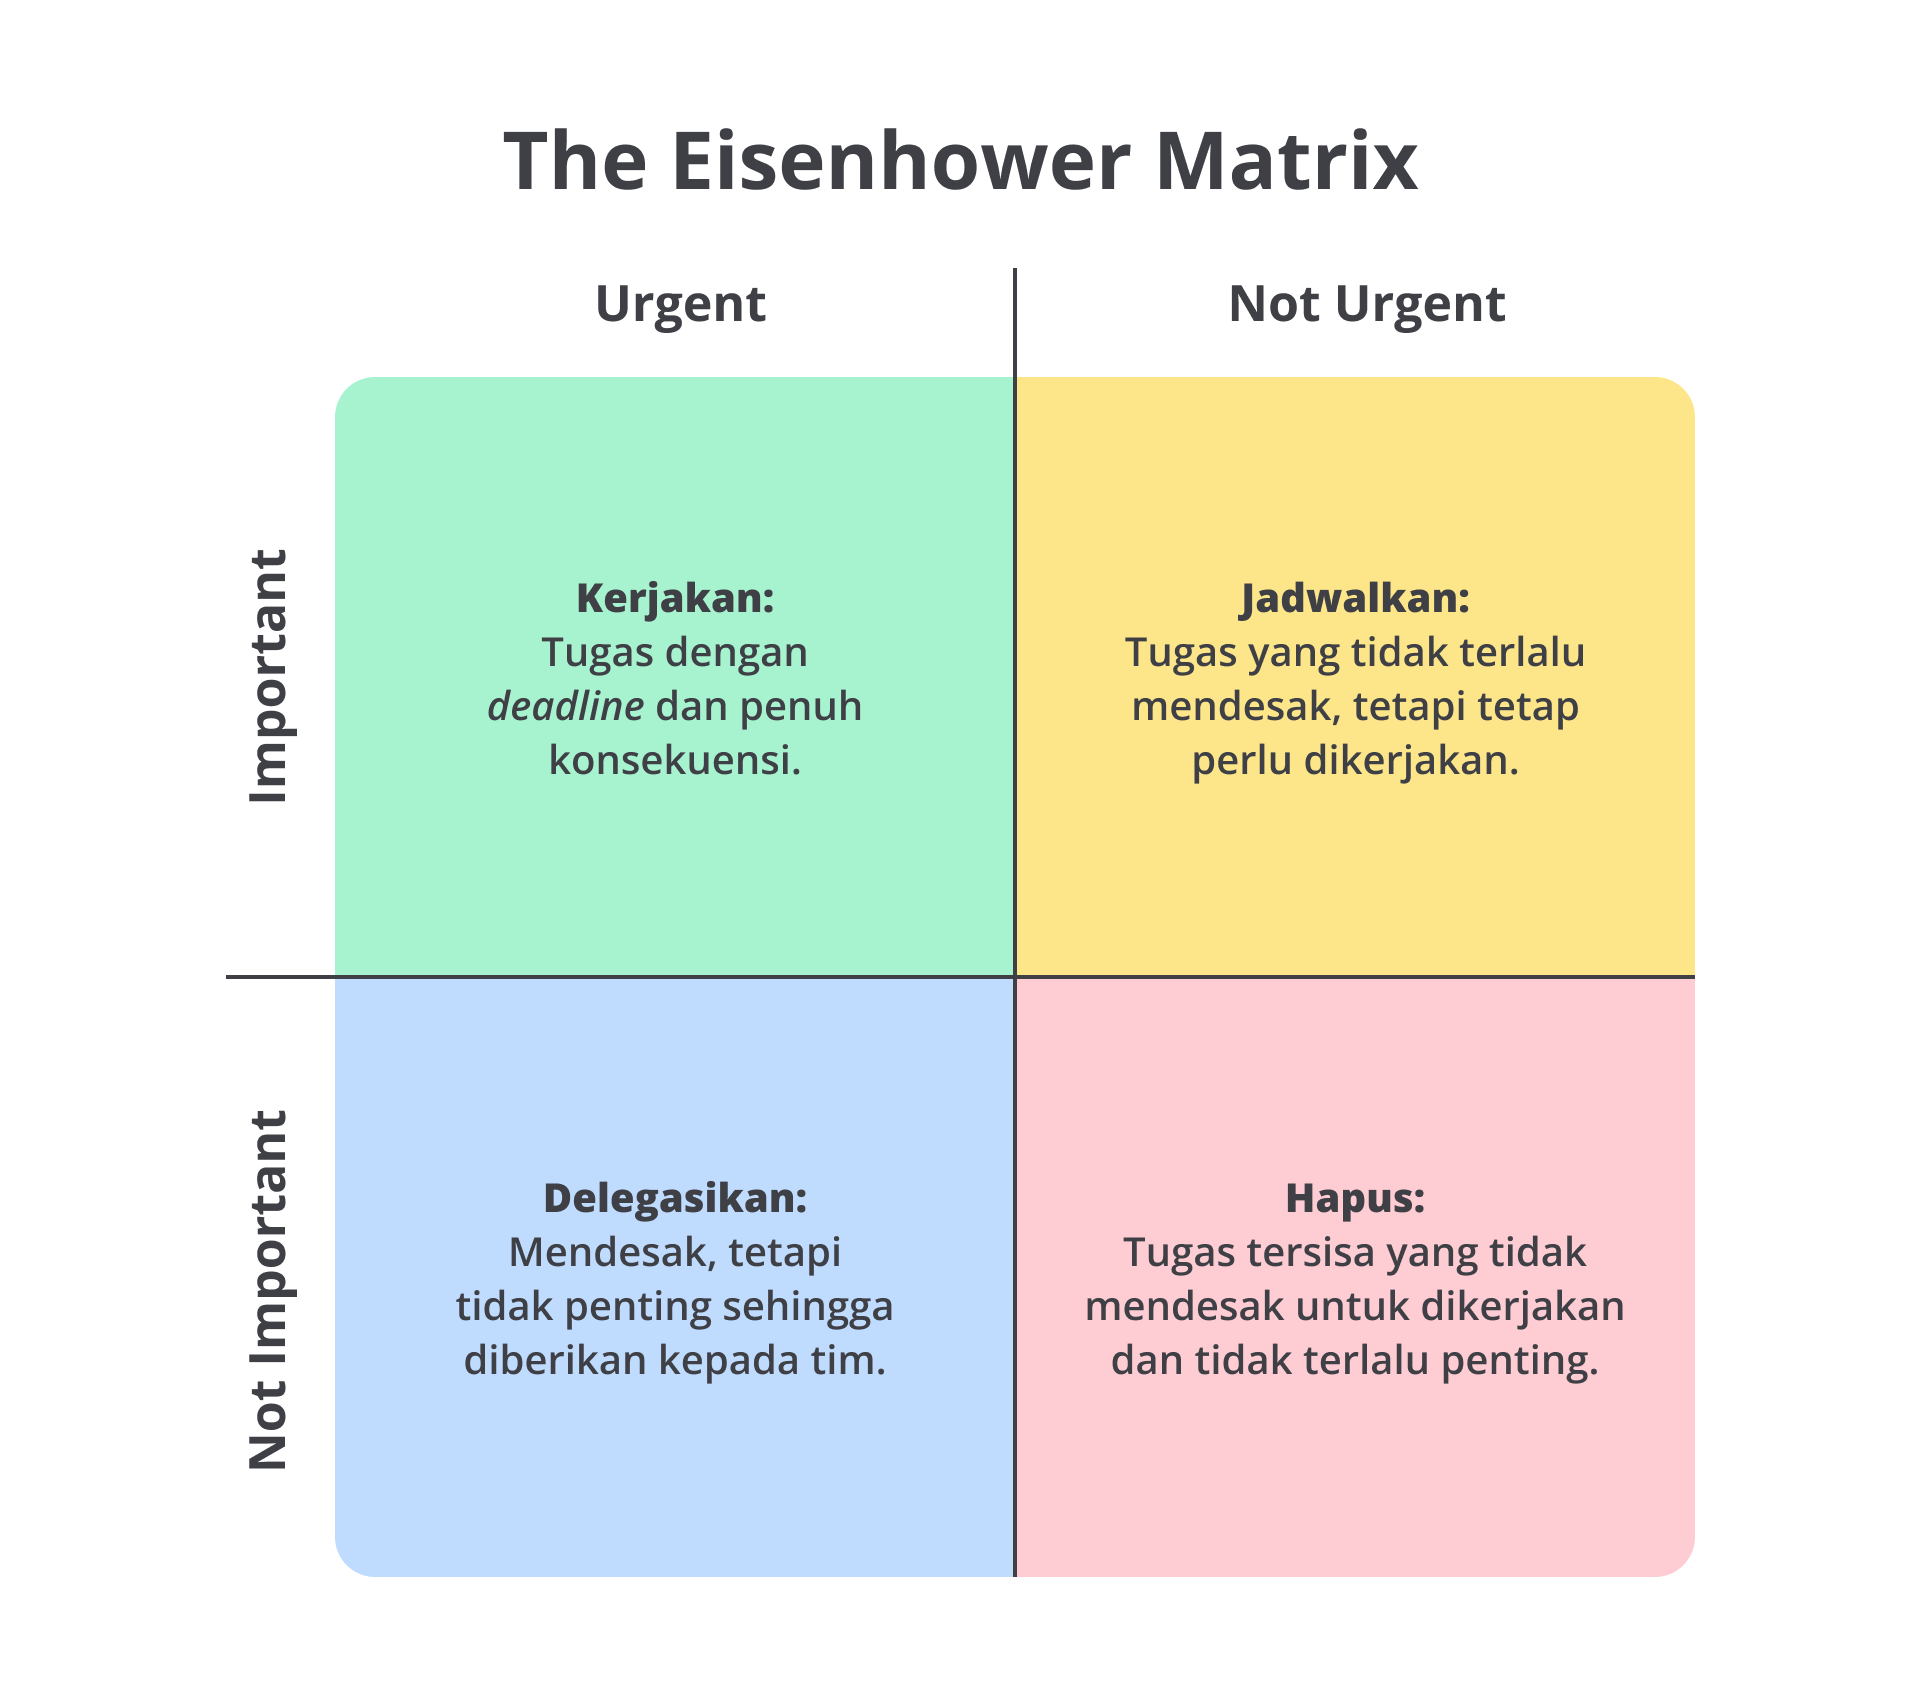 The Eisenhower Matrix
Urgent
Not Urgent
Important
Kerjakan:
Tugas dengan
deadline dan penuh
konsekuensi.
Jadwalkan:
Tugas yang tidak terlalu
mendesak, tetapi tetap
perlu dikerjakan.
Not Important
Delegasikan:
Mendesak, tetapi
tidak penting sehingga
diberikan kepada tim.
Hapus:
Tugas tersisa yang tidak
mendesak untuk dikerjakan
dan tidak terlalu penting.